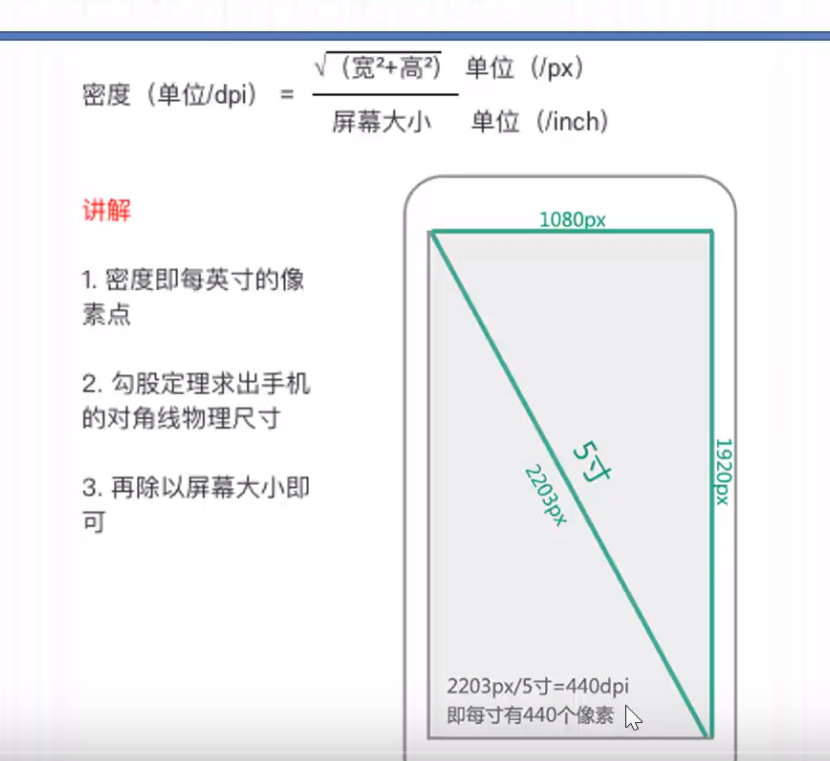 密度（单位/dpi） = √（宽²+高²） 单位（/px）
屏幕大小 单位（/inch）
讲解
1. 密度即每英寸的像
素点
2. 勾股定理求出手机
的对角线物理尺寸
3. 再除以屏幕大小即
可
1080px
5寸
2203px
1920px
2203px/5寸=440dpi
即每寸有440个像素